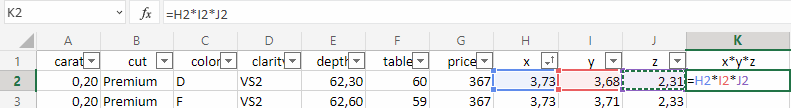 K2 fx =H2*I2*J2
A B C D E F G H I J K
1 carat cut color clarity depth table price x y z x*y*z
2 0,20 Premium D VS2 62,30 60 367 3,73 3,68 2,31 =H2*I2*J2
3 0,20 Premium F VS2 62,60 59 367 3,73 3,71 2,33